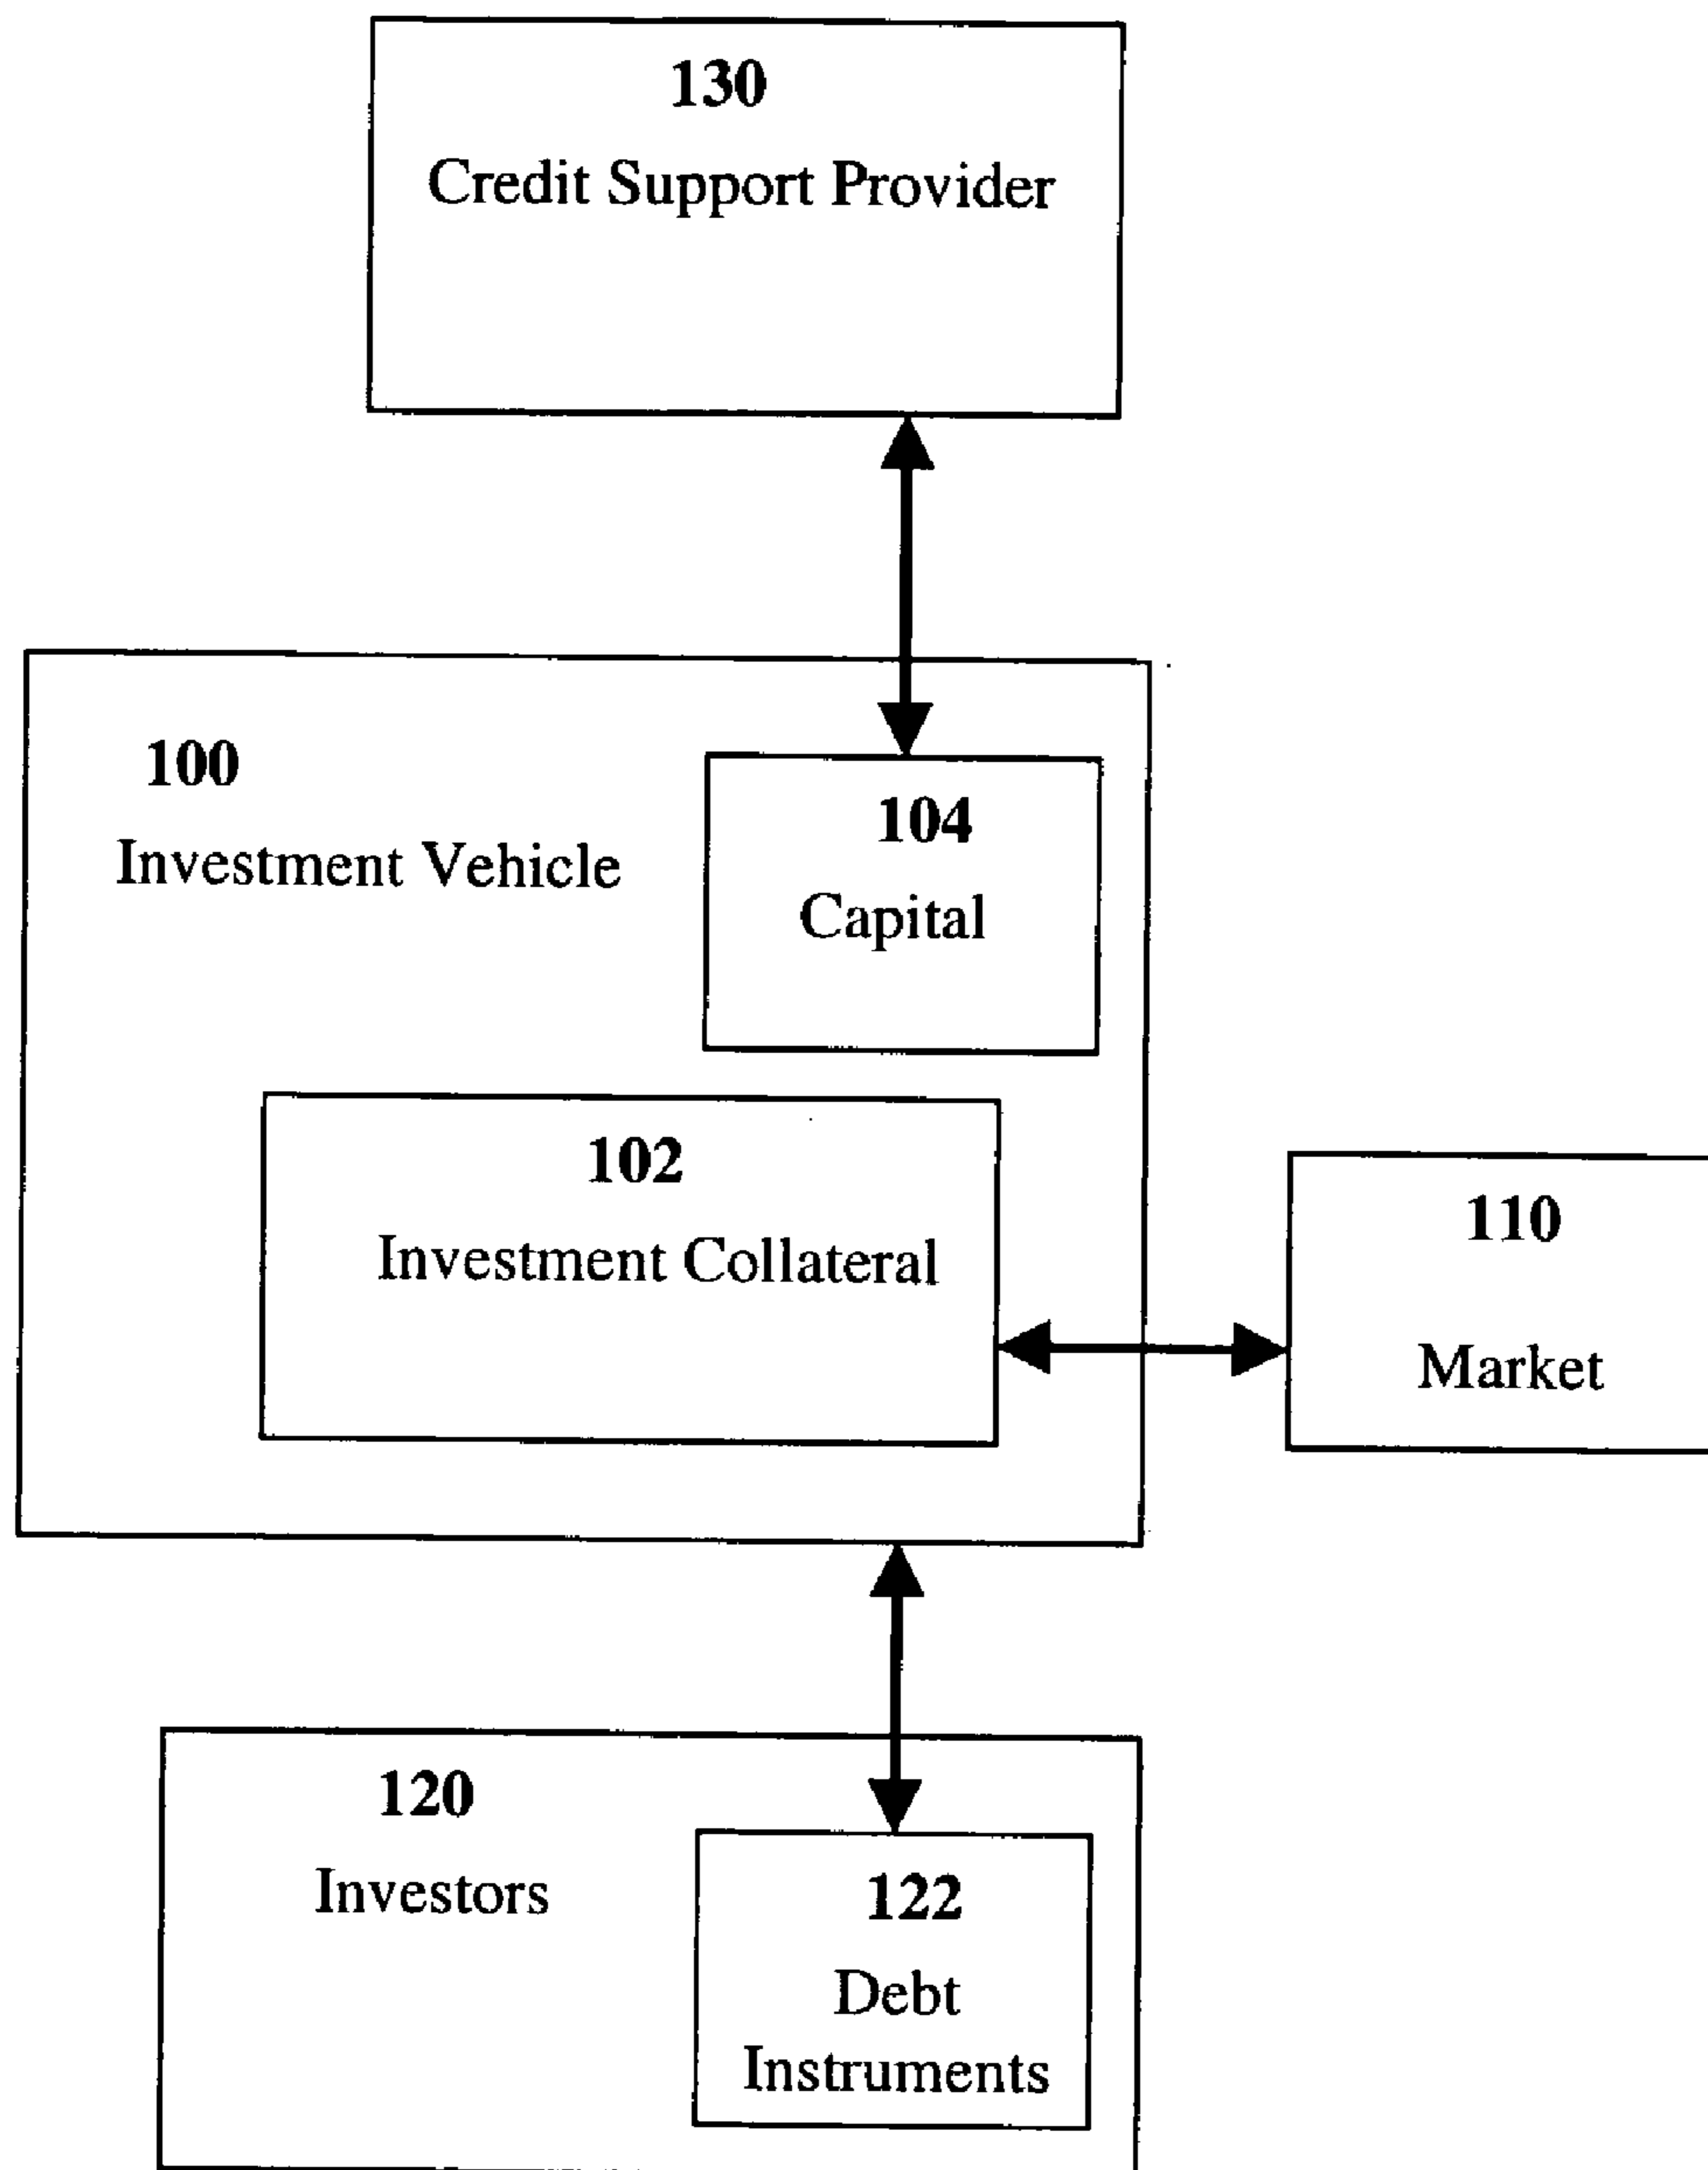 130
Credit Support Provider
100
Investment Vehicle
104
Capital
102
Investment Collateral
110
Market
120
Investors
122
Debt
Instruments